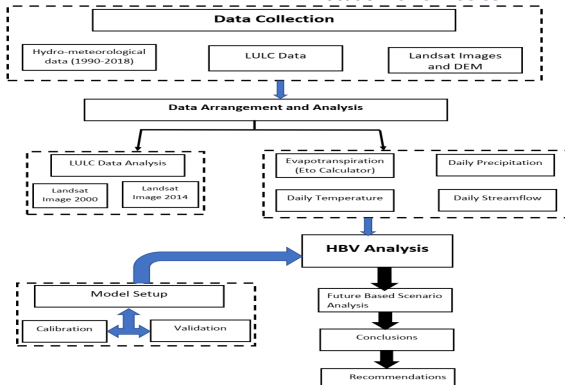 Data Collection
Hydro-meteorological
data (1990-2018)
LULC Data
Landsat Images
and DEM
Data Arrangement and Analysis
LULC Data Analysis
Landsat
Image 2000
Landsat
Image 2014
Evapotranspiration
(Eto Calculator)
Daily Precipitation
Daily Temperature
Daily Streamflow
HBV Analysis
Model Setup
Calibration
Validation
Future Based Scenario
Analysis
Conclusions
Recommendations